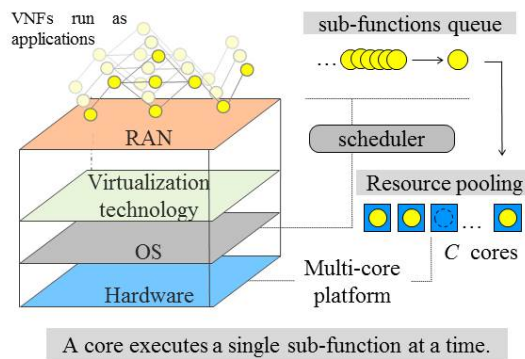 VNFs run as
applications
sub-functions queue
...
RAN
scheduler
Virtualization
technology
Resource pooling
...
OS
C cores
Multi-core
platform
Hardware
A core executes a single sub-function at a time.